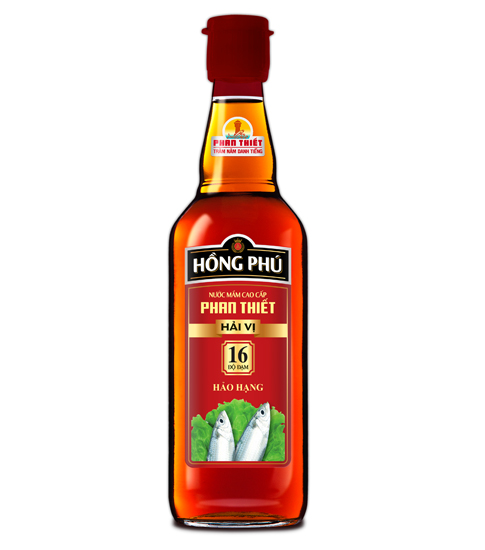 PHAN THIẾT
TRĂM NĂM DANH TIẾNG
HỒNG PHÚ
NƯỚC MẮM CAO CẤP
PHAN THIẾT
HẢI VỊ
16
ĐỘ ĐẠM
HẢO HẠNG